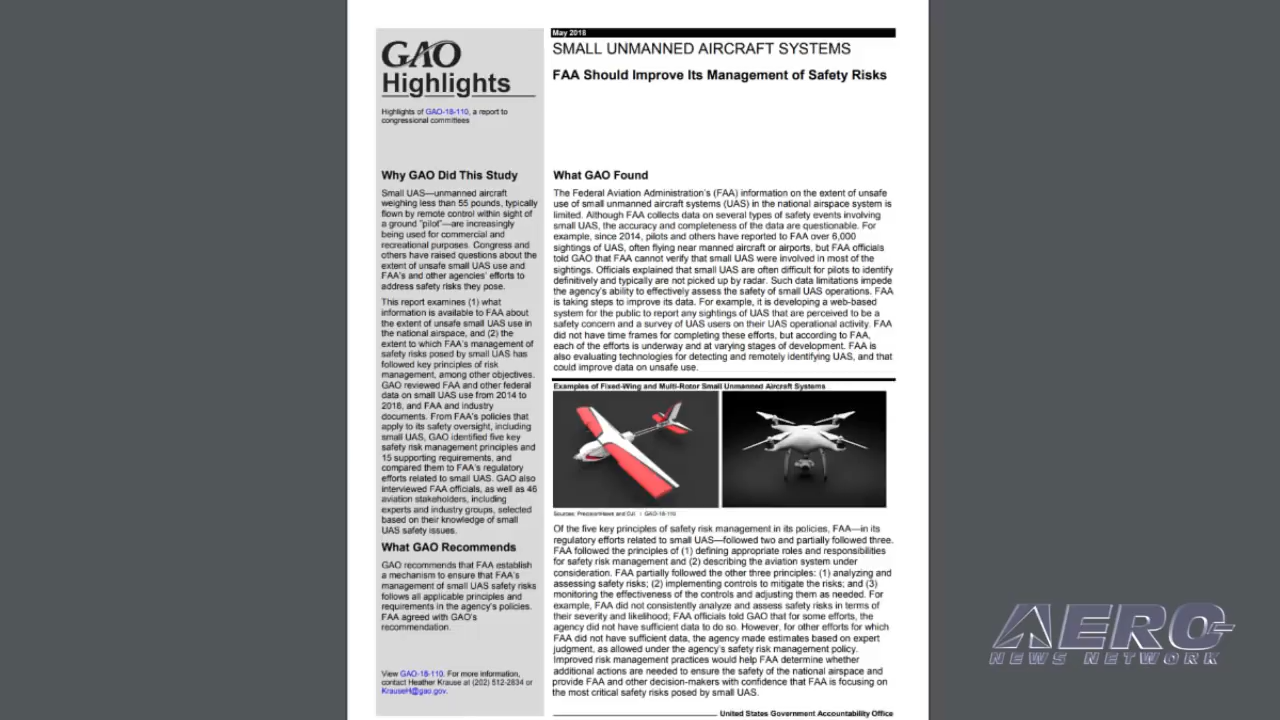 GAO
Highlights
Highlights of GAO-18-110, a report to
congressional committees
Why GAO Did This Study
Small UAS—unmanned aircraft
weighing less than 55 pounds, typically
flown by remote control within sight of
a ground "pilot"—are increasingly
being used for commercial and
recreational purposes. Congress and
others have raised questions about the
extent of unsafe small UAS use and
FAA's and other agencies' efforts to
address safety risks they pose.
This report examines (1) what
information is available to FAA about
the extent of unsafe small UAS use in
the national airspace, and (2) the
extent to which FAA's management of
safety risks posed by small UAS has
followed key principles of risk
management, among other objectives.
GAO reviewed FAA and other federal
data on small UAS use from 2014 to
2018, and FAA and industry
documents. From FAA's policies that
apply to its safety oversight, including
small UAS, GAO identified five key
safety risk management principles and
15 supporting requirements, and
compared them to FAA's regulatory
efforts related to small UAS. GAO also
interviewed FAA officials, as well as 46
aviation stakeholders, including
experts and industry groups, selected
based on their knowledge of small
UAS safety issues.
What GAO Recommends
GAO recommends that FAA establish
a mechanism to ensure that FAA's
management of small UAS safety risks
follows all applicable principles and
requirements in the agency's policies.
FAA agreed with GAO's
recommendation.
View GAO-18-110. For more information,
contact Heather Krause at (202) 512-2834 or
KrauseH@gao.gov.
May 2018
SMALL UNMANNED AIRCRAFT SYSTEMS
FAA Should Improve Its Management of Safety Risks
What GAO Found
The Federal Aviation Administration's (FAA) information on the extent of unsafe
use of small unmanned aircraft systems (UAS) in the national airspace system is
limited. Although FAA collects data on several types of safety events involving
small UAS, the accuracy and completeness of the data are questionable. For
example, since 2014, pilots and others have reported to FAA over 6,000
sightings of UAS, often flying near manned aircraft or airports, but FAA officials
told GAO that FAA cannot verify that small UAS were involved in most of the
sightings. Officials explained that small UAS are often difficult for pilots to identify
definitively and typically are not picked up by radar. Such data limitations impede
the agency's ability to effectively assess the safety of small UAS operations. FAA
is taking steps to improve its data. For example, it is developing a web-based
system for the public to report any sightings of UAS that are perceived to be a
safety concern and a survey of UAS users on their UAS operational activity. FAA
did not have time frames for completing these efforts, but according to FAA,
each of the efforts is underway and at varying stages of development. FAA is
also evaluating technologies for detecting and remotely identifying UAS, and that
could improve data on unsafe use.
Examples of Fixed-Wing and Multi-Rotor Small Unmanned Aircraft Systems
Sources: PrecisionHawk and DJI. | GAO-18-110
Of the five key principles of safety risk management in its policies, FAA—in its
regulatory efforts related to small UAS—followed two and partially followed three.
FAA followed the principles of (1) defining appropriate roles and responsibilities
for safety risk management and (2) describing the aviation system under
consideration. FAA partially followed the other three principles: (1) analyzing and
assessing safety risks; (2) implementing controls to mitigate the risks; and (3)
monitoring the effectiveness of the controls and adjusting them as needed. For
example, FAA did not consistently analyze and assess safety risks in terms of
their severity and likelihood; FAA officials told GAO that for some efforts, the
agency did not have sufficient data to do so. However, for other efforts for which
FAA did not have sufficient data, the agency made estimates based on expert
judgment, as allowed under the agency's safety risk management policy.
Improved risk management practices would help FAA determine whether
additional actions are needed to ensure the safety of the national airspace and
provide FAA and other decision-makers with confidence that FAA is focusing on
the most critical safety risks posed by small UAS.
United States Government Accountability Office
AERO
NEWS NETWORK